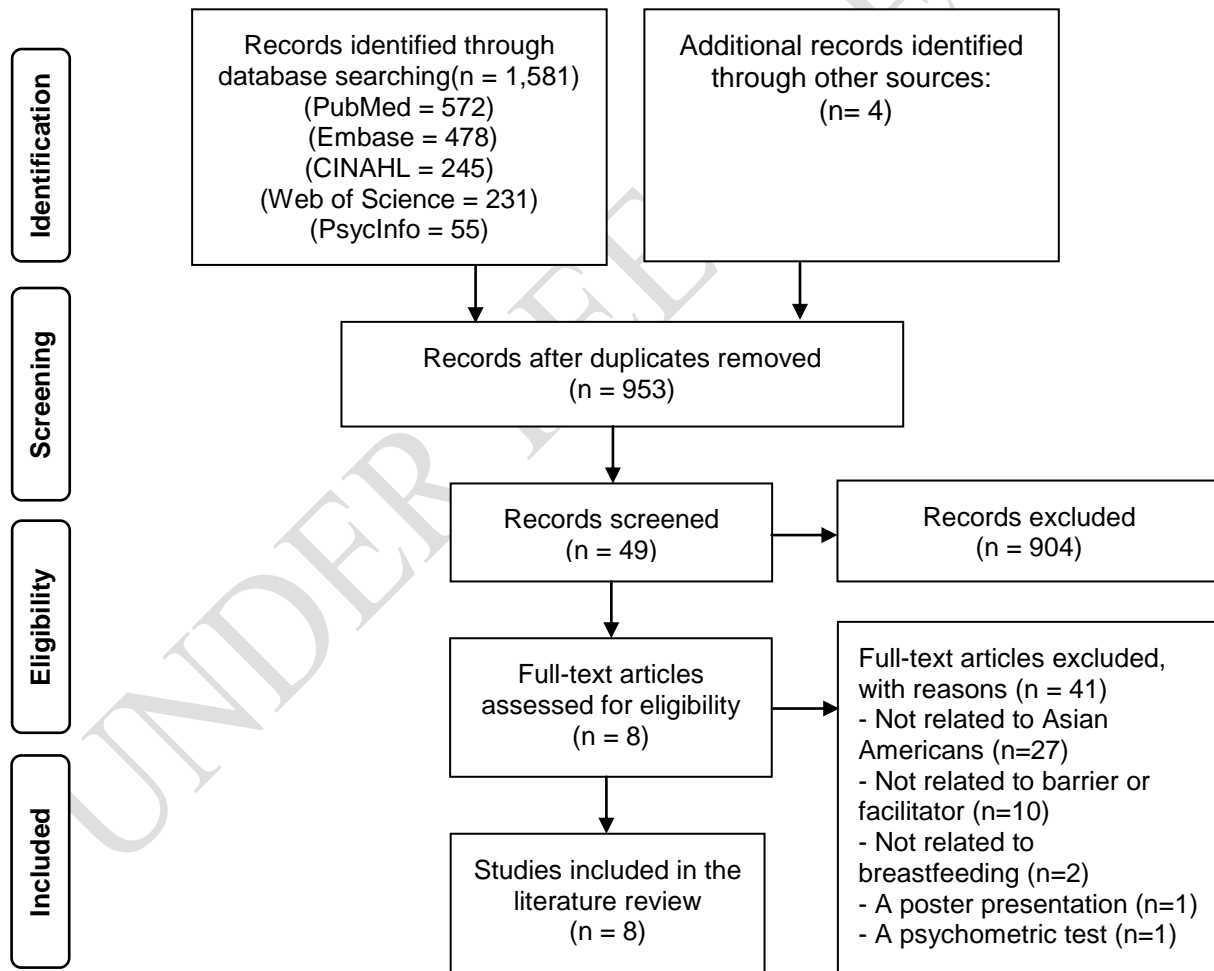 Identification
Records identified through
database searching(n = 1,581)
(PubMed = 572)
(Embase = 478)
(CINAHL = 245)
(Web of Science = 231)
(PsycInfo = 55)
Additional records identified
through other sources:
(n= 4)
Screening
Records after duplicates removed
(n = 953)
Records screened
(n = 49)
Records excluded
(n = 904)
Eligibility
Full-text articles
assessed for eligibility
(n = 8)
Full-text articles excluded,
with reasons (n = 41)
- Not related to Asian
Americans (n=27)
- Not related to barrier or
facilitator (n=10)
- Not related to
breastfeeding (n=2)
- A poster presentation (n=1)
- A psychometric test (n=1)
Included
Studies included in the
literature review
(n = 8)
UNDER